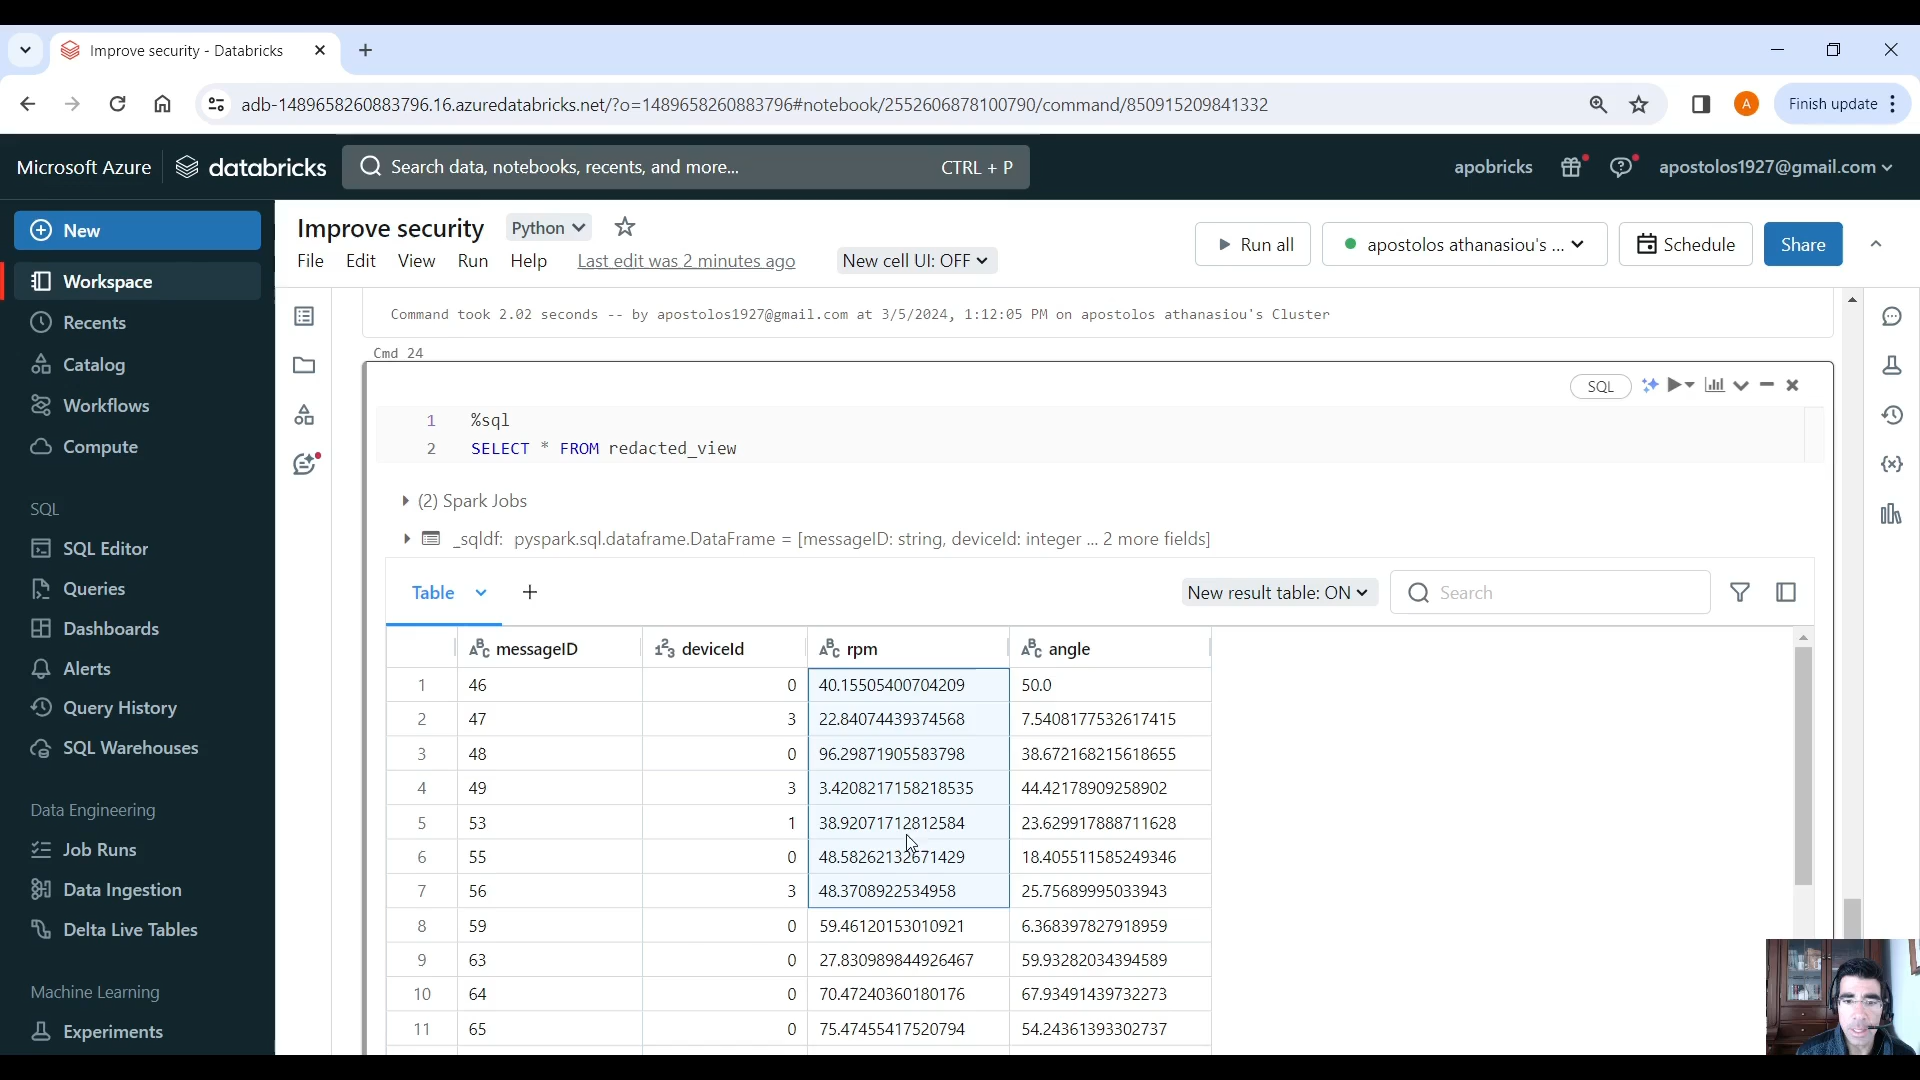 Improve security - Databricks
adb-1489658260883796.16.azuredatabricks.net/?o=1489658260883796#notebook/2552606878100790/command/850915209841332
A
Finish update
Microsoft Azure
databricks
Search data, notebooks, recents, and more...
CTRL + P
apobricks
apostolos1927@gmail.com
New
Workspace
Recents
Catalog
Workflows
Compute
SQL
SQL Editor
Queries
Dashboards
Alerts
Query History
SQL Warehouses
Data Engineering
Job Runs
Data Ingestion
Delta Live Tables
Machine Learning
Experiments
Improve security
Python
File Edit View Run Help Last edit was 2 minutes ago New cell UI: OFF
Run all
apostolos athanasiou's ...
Schedule
Share
Command took 2.02 seconds -- by apostolos1927@gmail.com at 3/5/2024, 1:12:05 PM on apostolos athanasiou's Cluster
Cmd 24
SQL
1 %sql
2 SELECT * FROM redacted_view
(2) Spark Jobs
_sqldf: pyspark.sql.dataframe.DataFrame = [messageID: string, deviceId: integer ... 2 more fields]
Table
New result table: ON
Search
messageID deviceId rpm angle
1 46 0 40.15505400704209 50.0
2 47 3 22.84074439374568 7.5408177532617415
3 48 0 96.29871905583798 38.672168215618655
4 49 3 3.4208217158218535 44.42178909258902
5 53 1 38.92071712812584 23.629917888711628
6 55 0 48.58262132671429 18.405511585249346
7 56 3 48.3708922534958 25.75689995033943
8 59 0 59.46120153010921 6.368397827918959
9 63 0 27.830989844926467 59.93282034394589
10 64 0 70.47240360180176 67.93491439732273
11 65 0 75.47455417520794 54.24361393302737